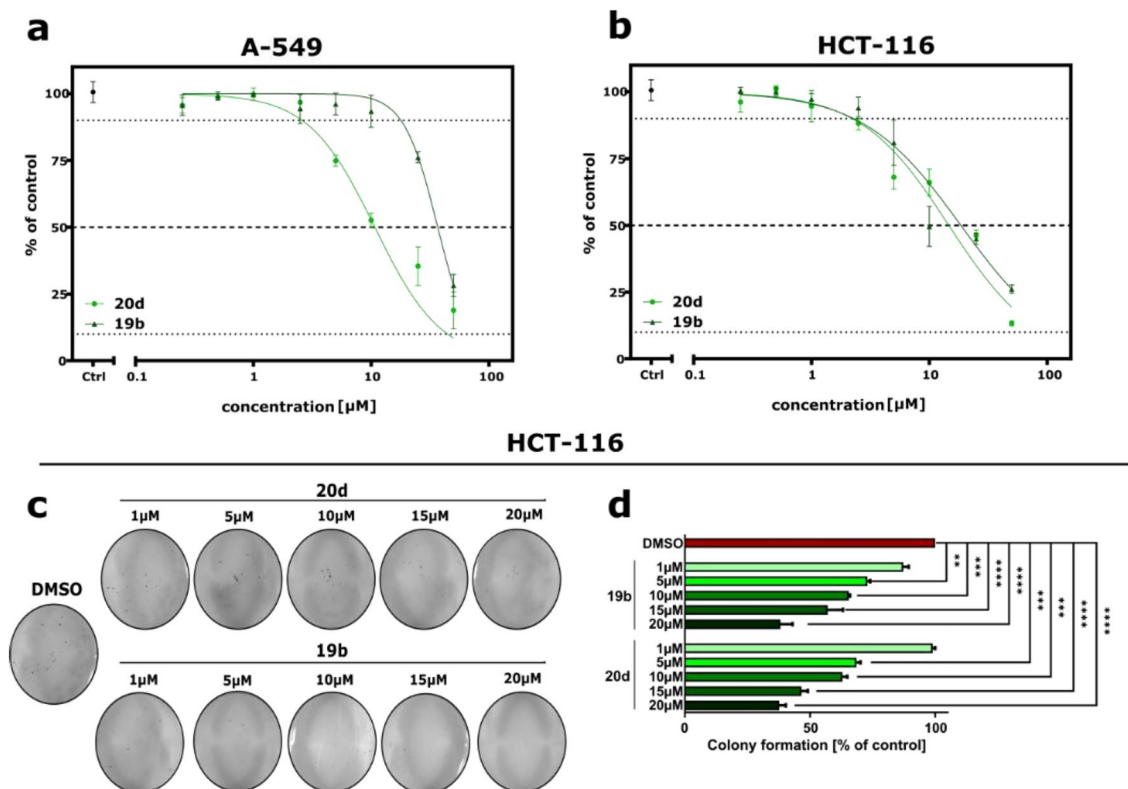 a
A-549
% of control
100
75
50
25
0
20d
19b
Ctrl
0.1
1
10
100
concentration [µM]
b
HCT-116
% of control
100
75
50
25
0
20d
19b
Ctrl
0.1
1
10
100
concentration [µM]
HCT-116
c
20d
1µM 5µM 10µM 15µM 20µM
DMSO
19b
1µM 5µM 10µM 15µM 20µM
d
DMSO
19b
1µM
5µM
10µM
15µM
20µM
20d
1µM
5µM
10µM
15µM
20µM
**
***
****
****
***
***
****
****
0 50 100
Colony formation [% of control]